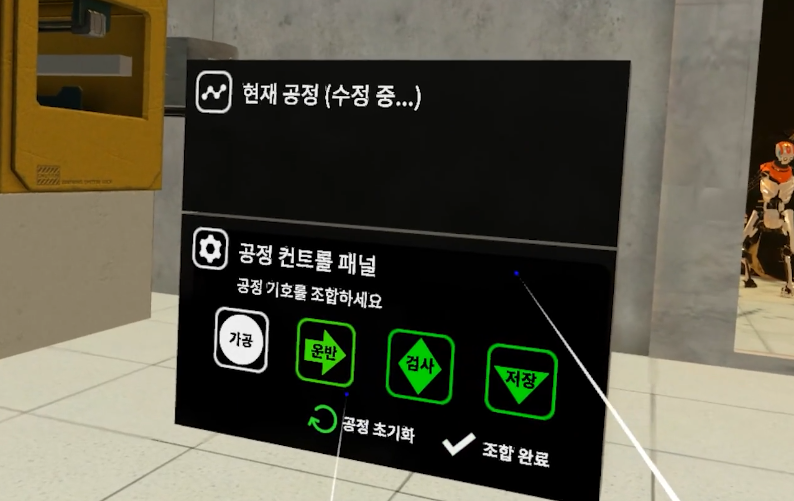 현재 공정 (수정 중...)
공정 컨트롤 패널
공정 기호를 조합하세요
가공
운반
검사
저장
공정 초기화
조합 완료